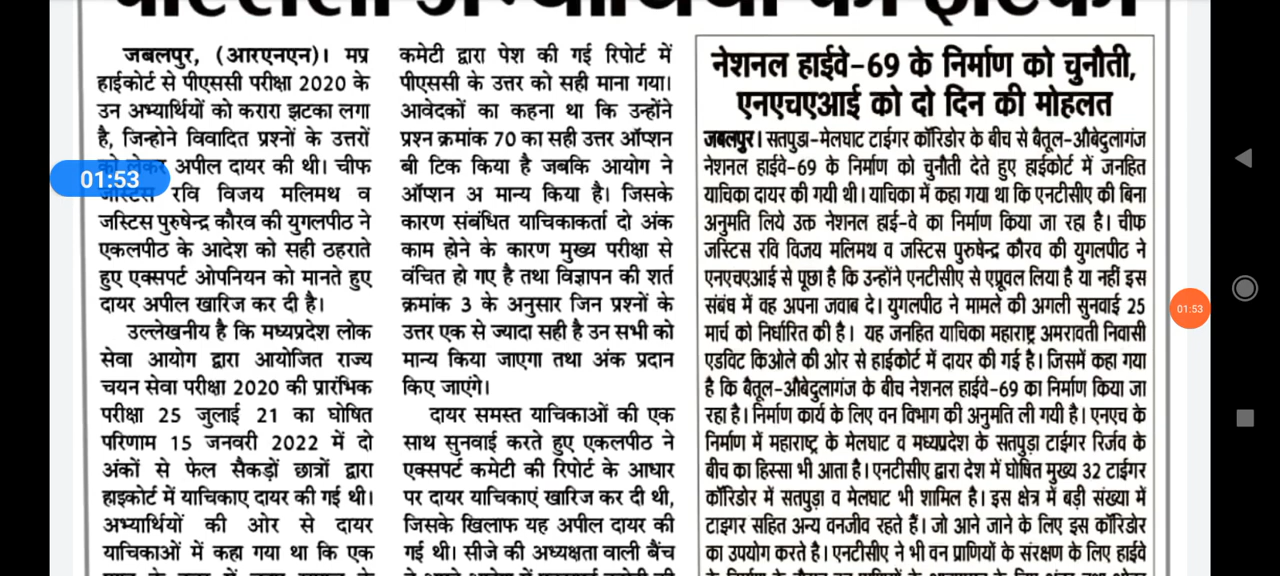 जबलपुर, (आरएनएन)। मप्र
हाईकोर्ट से पीएससी परीक्षा 2020 के
उन अभ्यार्थियों को करारा झटका लगा
है, जिन्होने विवादित प्रश्नों के उत्तरों
को लेकर अपील दायर की थी। चीफ
जस्टिस रवि विजय मलिमथ व
जस्टिस पुरुषेन्द्र कौरव की युगलपीठ ने
एकलपीठ के आदेश को सही ठहराते
हुए एक्सपर्ट ओपनियन को मानते हुए
दायर अपील खारिज कर दी है।
उल्लेखनीय है कि मध्यप्रदेश लोक
सेवा आयोग द्वारा आयोजित राज्य
चयन सेवा परीक्षा 2020 की प्रारंभिक
परीक्षा 25 जुलाई 21 का घोषित
परिणाम 15 जनवरी 2022 में दो
अंकों से फेल सैकड़ों छात्रों द्वारा
हाइकोर्ट में याचिकाए दायर की गई थी।
अभ्यार्थियों की ओर से दायर
याचिकाओं में कहा गया था कि एक
कमेटी द्वारा पेश की गई रिपोर्ट में
पीएससी के उत्तर को सही माना गया।
आवेदकों का कहना था कि उन्होंने
प्रश्न क्रमांक 70 का सही उत्तर ऑप्शन
बी टिक किया है जबकि आयोग ने
ऑप्शन अ मान्य किया है। जिसके
कारण संबंधित याचिकाकर्ता दो अंक
काम होने के कारण मुख्य परीक्षा से
वंचित हो गए है तथा विज्ञापन की शर्त
क्रमांक 3 के अनुसार जिन प्रश्नों के
उत्तर एक से ज्यादा सही है उन सभी को
मान्य किया जाएगा तथा अंक प्रदान
किए जाएंगे।
दायर समस्त याचिकाओं की एक
साथ सुनवाई करते हुए एकलपीठ ने
एक्सपर्ट कमेटी की रिपोर्ट के आधार
पर दायर याचिकाएं खारिज कर दी थी,
जिसके खिलाफ यह अपील दायर की
गई थी। सीजे की अध्यक्षता वाली बैंच
नेशनल हाईवे-69 के निर्माण को चुनौती,
एनएचएआई को दो दिन की मोहलत
जबलपुर। सतपुडा-मेलघाट टाईगर कॉरिडोर के बीच से बैतूल-औबेदुलागंज
नेशनल हाईवे-69 के निर्माण को चुनौती देते हुए हाईकोर्ट में जनहित
याचिका दायर की गयी थी। याचिका में कहा गया था कि एनटीसीए की बिना
अनुमति लिये उक्त नेशनल हाई-वे का निर्माण किया जा रहा है। चीफ
जस्टिस रवि विजय मलिमथ व जस्टिस पुरुषेन्द्र कौरव की युगलपीठ ने
एनएचएआई से पूछा है कि उन्होंने एनटीसीए से एप्रूवल लिया है या नहीं इस
संबंध में वह अपना जवाब दे। युगलपीठ ने मामले की अगली सुनवाई 25
मार्च को निर्धारित की है। यह जनहित याचिका महाराष्ट्र अमरावती निवासी
एडविट किओले की ओर से हाईकोर्ट में दायर की गई है। जिसमें कहा गया
है कि बैतूल-औबेदुलागंज के बीच नेशनल हाईवे-69 का निर्माण किया जा
रहा है। निर्माण कार्य के लिए वन विभाग की अनुमति ली गयी है। एनएच के
निर्माण में महाराष्ट्र के मेलघाट व मध्यप्रदेश के सतपुड़ा टाईगर रिर्जव के
बीच का हिस्सा भी आता है। एनटीसीए द्वारा देश में घोषित मुख्य 32 टाईगर
कॉरिडोर में सतपुड़ा व मेलघाट भी शामिल है। इस क्षेत्र में बड़ी संख्या में
टाइगर सहित अन्य वनजीव रहते हैं। जो आने जाने के लिए इस कॉरिडोर
का उपयोग करते है। एनटीसीए ने भी वन प्राणियों के संरक्षण के लिए हाईवे
01:53
01:53